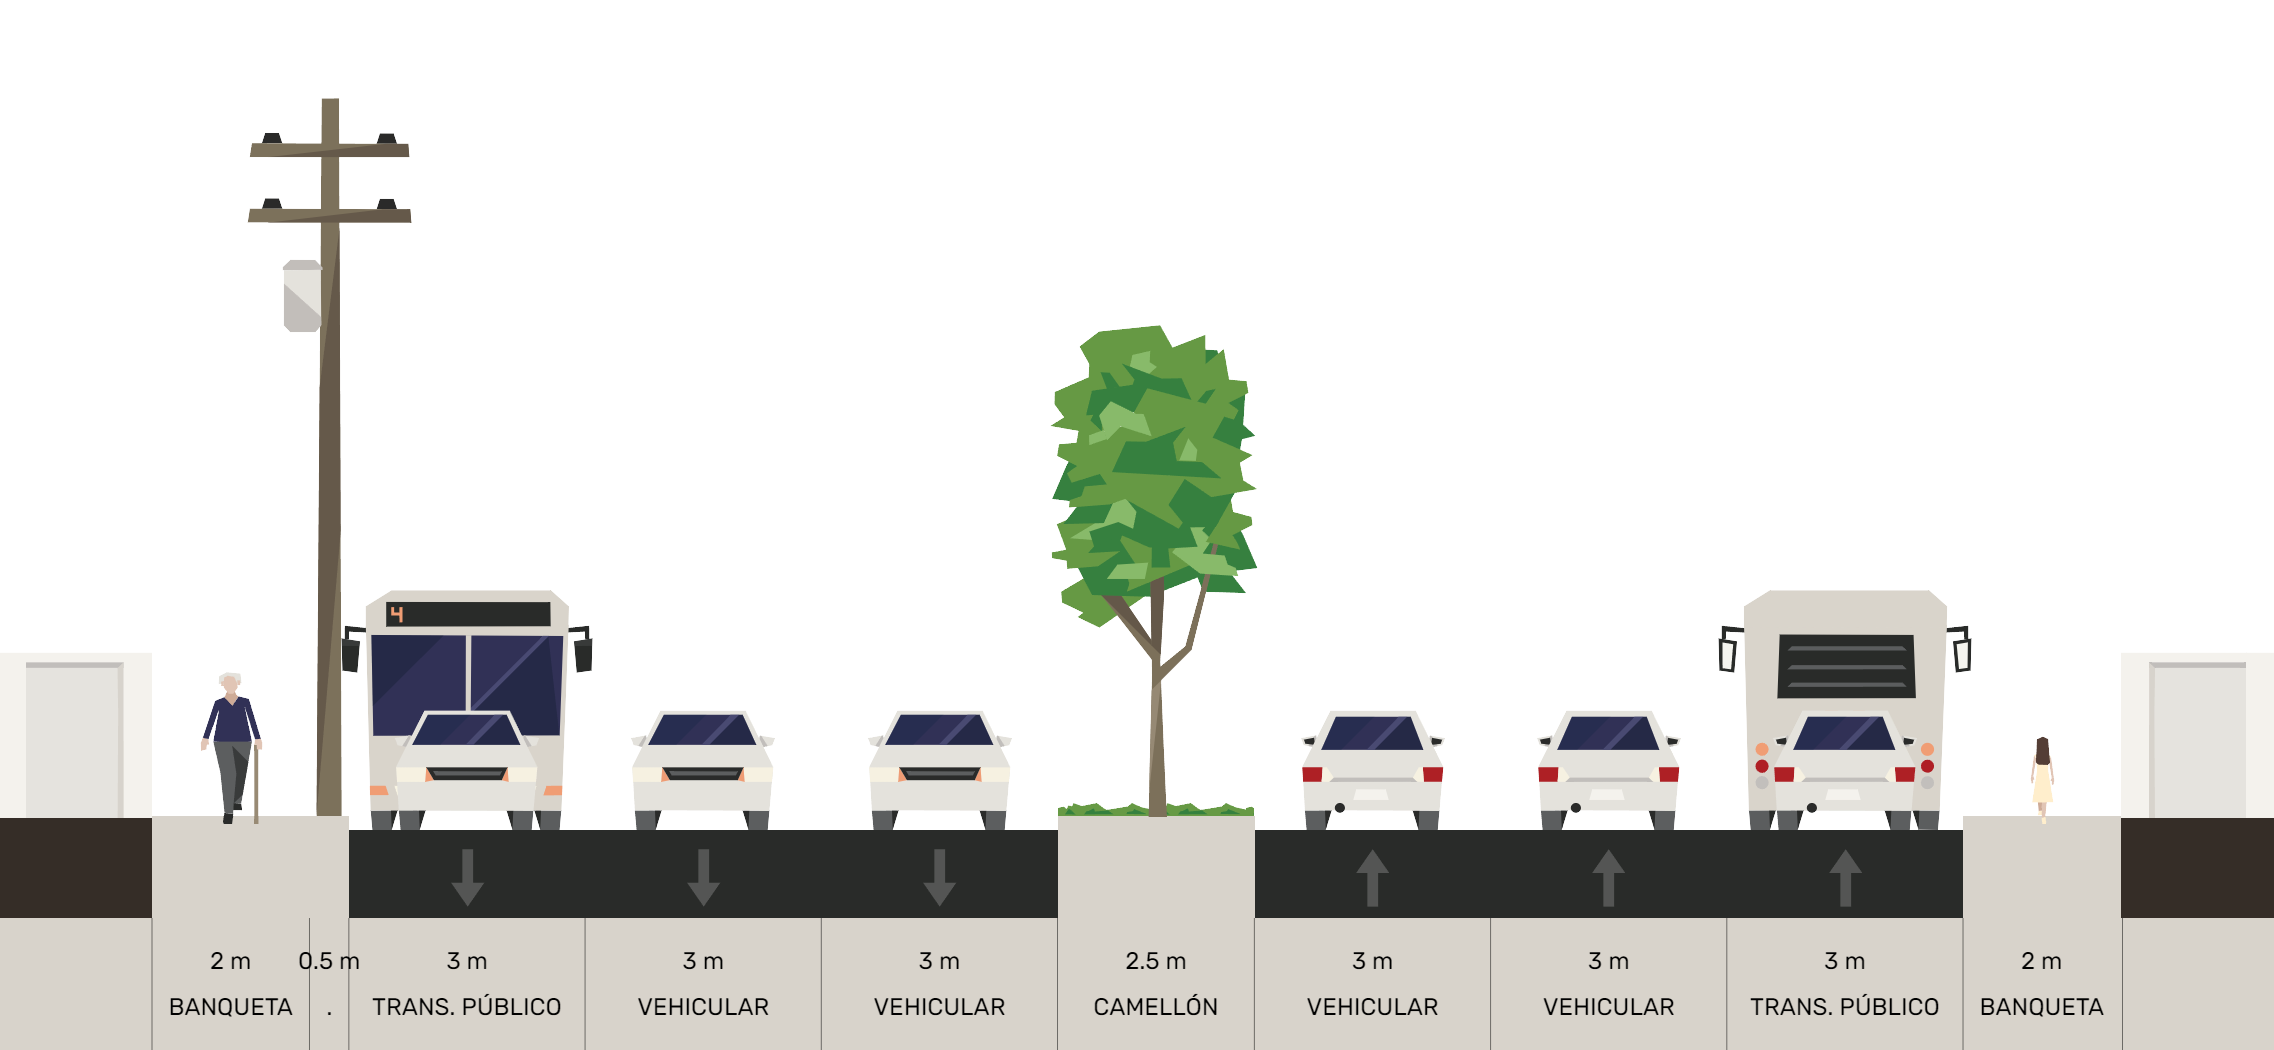 4
2 m 0.5 m 3 m 3 m 3 m 2.5 m 3 m 3 m 3 m 2 m
BANQUETA . TRANS. PÚBLICO VEHICULAR VEHICULAR CAMELLÓN VEHICULAR VEHICULAR TRANS. PÚBLICO BANQUETA